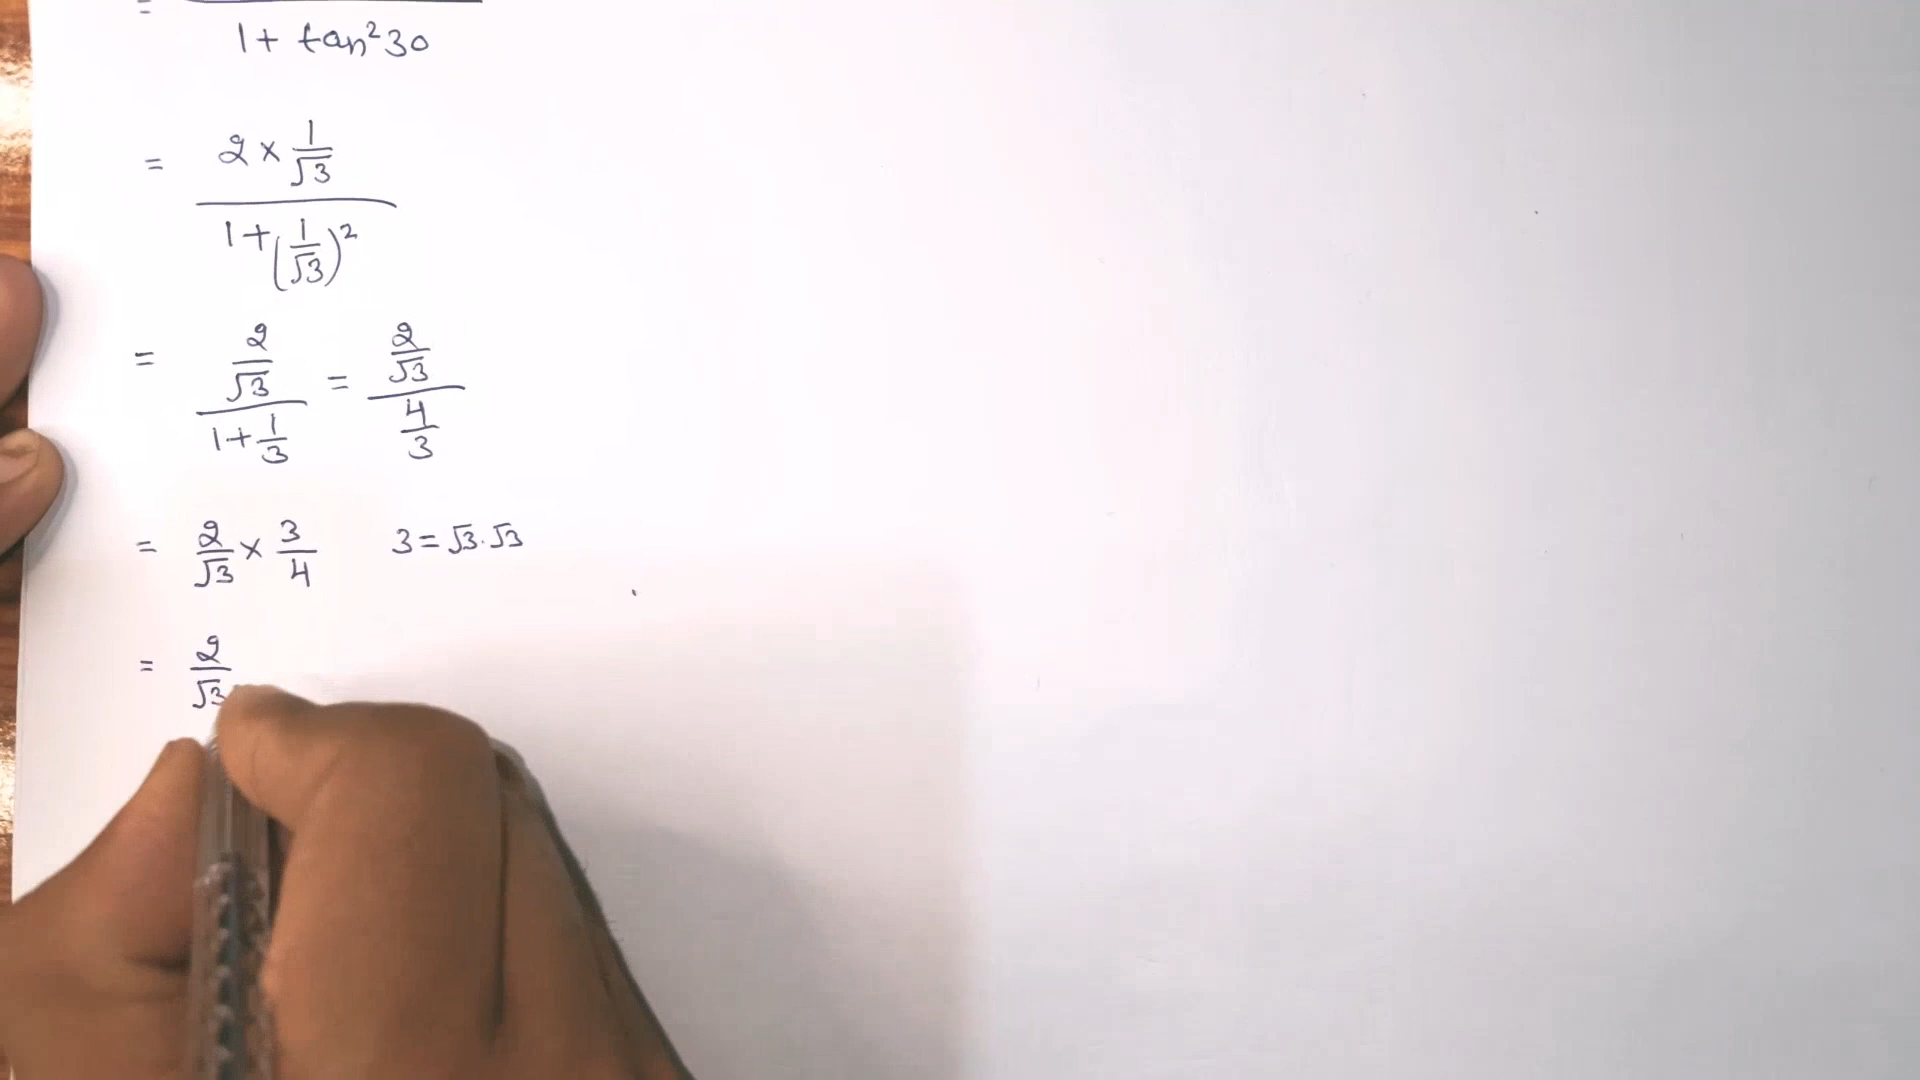 =
1 + tan²30
= (2 × 1/√3)/(1 + (1/√3)²)
= (2/√3)/(1 + 1/3) = (2/√3)/(4/3)
= 2/√3 × 3/4 3 = √3 . √3
= 2/√3